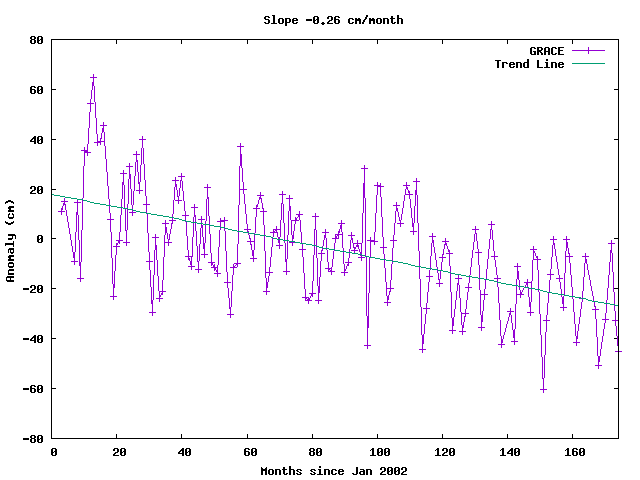 Slope -0.26 cm/month
GRACE
Trend Line
80
60
40
20
0
-20
-40
-60
-80
Anomaly (cm)
0 20 40 60 80 100 120 140 160
Months since Jan 2002